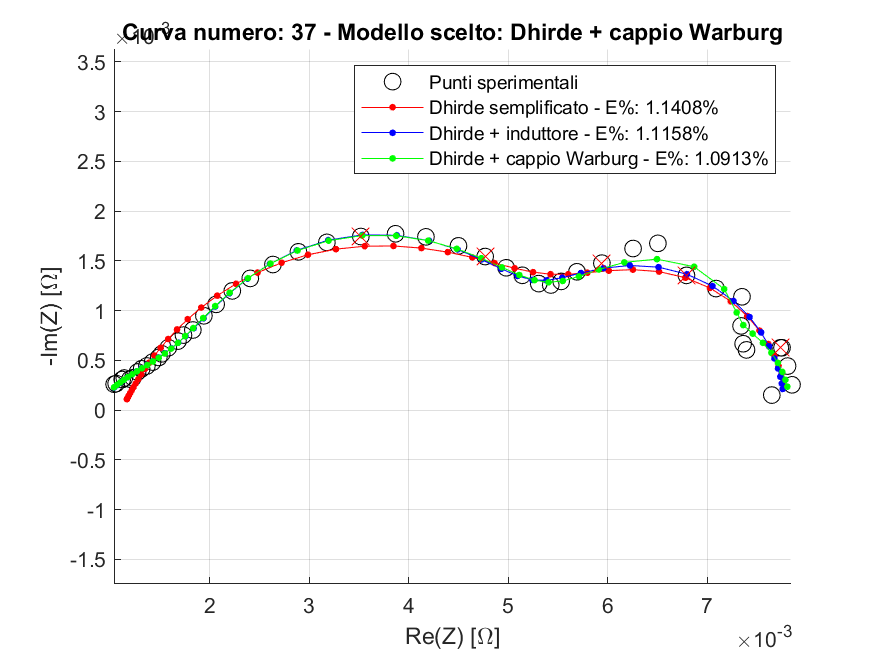 Curva numero: 37 - Modello scelto: Dhirde + cappio Warburg
×10-3
3.5
3
2.5
2
1.5
1
0.5
0
-0.5
-1
-1.5
-Im(Z) [Ω]
Punti sperimentali
Dhirde semplificato - E%: 1.1408%
Dhirde + induttore - E%: 1.1158%
Dhirde + cappio Warburg - E%: 1.0913%
2 3 4 5 6 7
Re(Z) [Ω]
×10-3